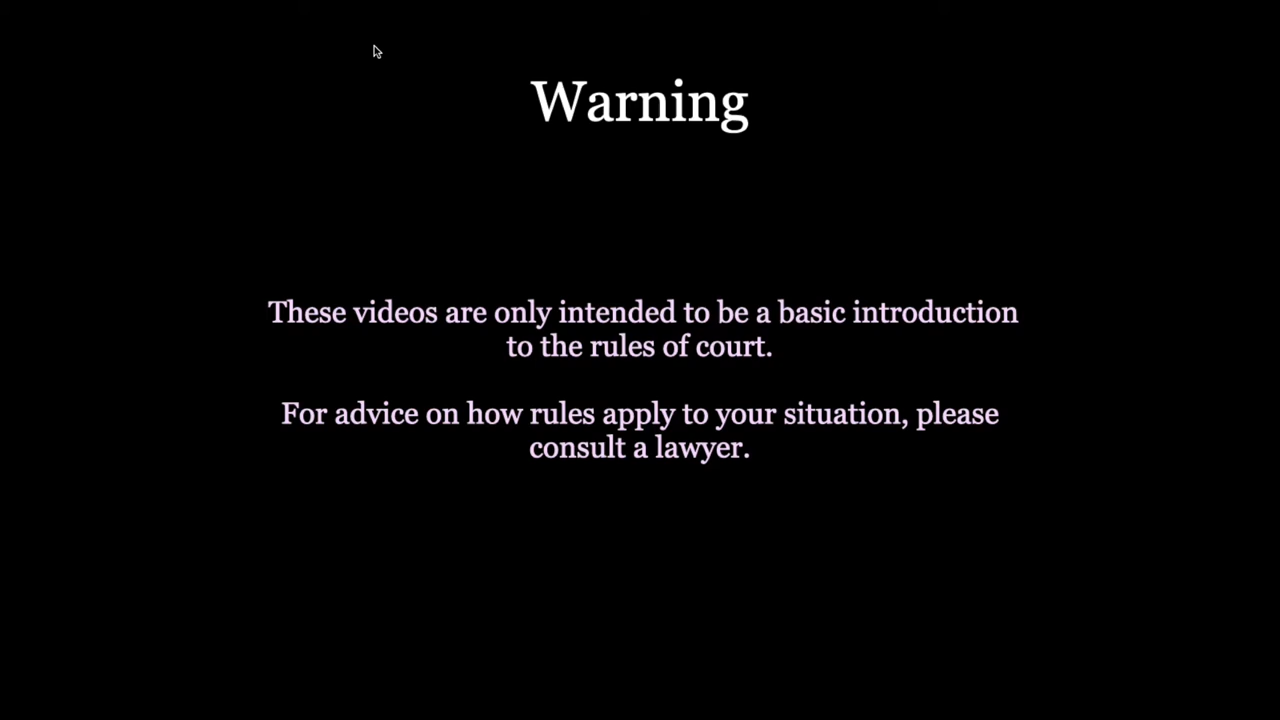 Warning
These videos are only intended to be a basic introduction
to the rules of court.
For advice on how rules apply to your situation, please
consult a lawyer.